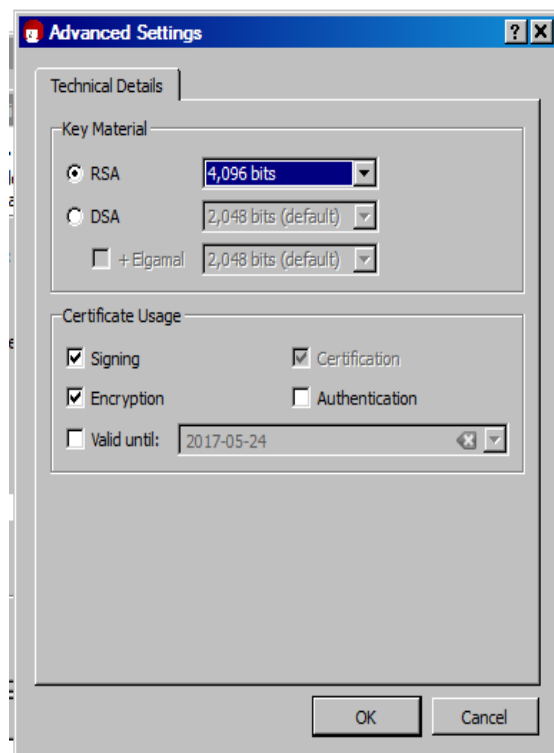 Advanced Settings
Technical Details
Key Material
RSA 4,096 bits
DSA 2,048 bits (default)
+ Elgamal 2,048 bits (default)
Certificate Usage
Signing Certification
Encryption Authentication
Valid until: 2017-05-24
OK Cancel